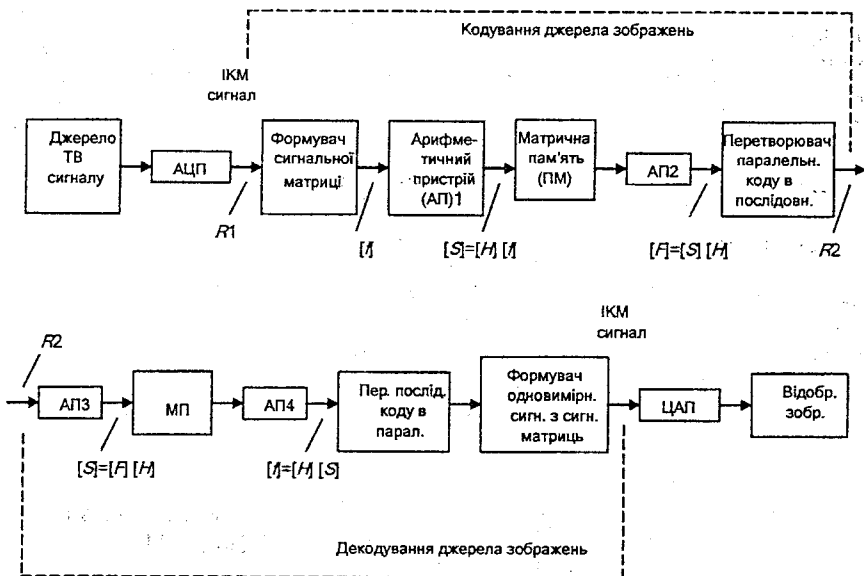 Кодування джерела зображень
ІКМ
сигнал
Джерело
ТВ
сигналу
АЦП
Формувач
сигнальної
матриці
Арифме-
тичний
пристрій
(АП)1
Матрична
пам'ять
(ПМ)
АП2
Перетворювач
паралельн.
коду в
послідовн.
R1
[f]
[S]=[H] [f]
[F]=[S] [H]
R2
ІКМ
сигнал
R2
АП3
МП
АП4
Пер. послід.
коду в
парал.
Формувач
одновимірн.
сигн. з сигн.
матриць
ЦАП
Відобр.
зобр.
[S]=[F] [H]
[f]=[H] [S]
Декодування джерела зображень